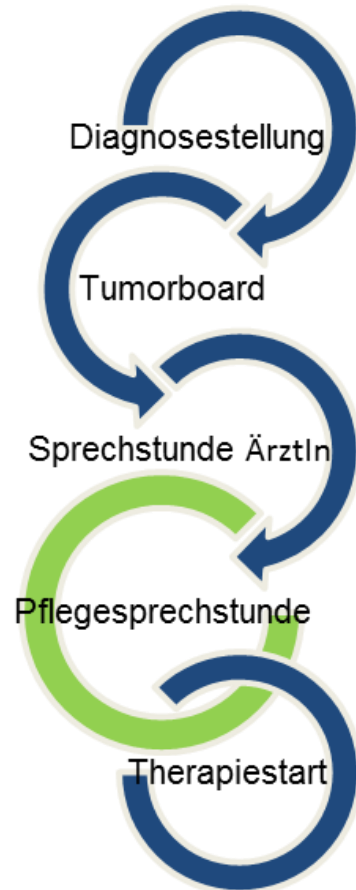 Diagnosestellung
Tumorboard
Sprechstunde ÄrztIn
Pflegesprechstunde
Therapiestart